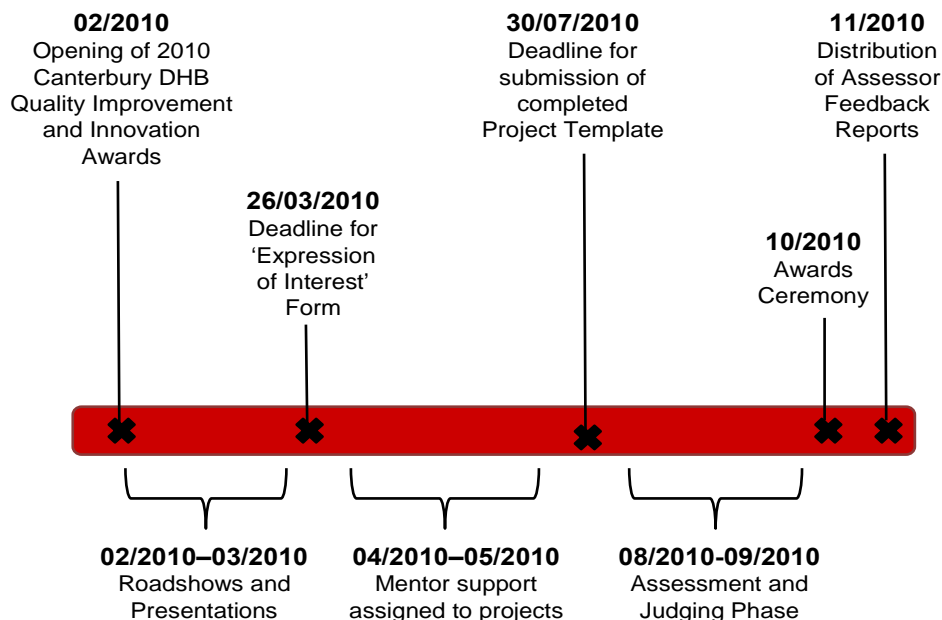 02/2010
Opening of 2010
Canterbury DHB
Quality Improvement
and Innovation
Awards
26/03/2010
Deadline for
‘Expression
of Interest’
Form
30/07/2010
Deadline for
submission of
completed
Project Template
10/2010
Awards
Ceremony
11/2010
Distribution
of Assessor
Feedback
Reports
02/2010–03/2010
Roadshows and
Presentations
04/2010–05/2010
Mentor support
assigned to projects
08/2010-09/2010
Assessment and
Judging Phase